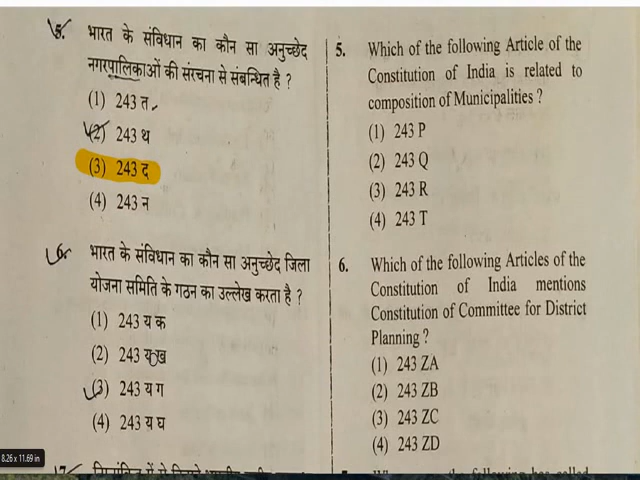 5. भारत के संविधान का कौन सा अनुच्छेद
नगरपालिकाओं की संरचना से संबन्धित है ?
(1) 243 त
(2) 243 थ
(3) 243 द
(4) 243 न
6. भारत के संविधान का कौन सा अनुच्छेद जिला
योजना समिति के गठन का उल्लेख करता है ?
(1) 243 य क
(2) 243 य ख
(3) 243 य ग
(4) 243 य घ
5. Which of the following Article of the
Constitution of India is related to
composition of Municipalities ?
(1) 243 P
(2) 243 Q
(3) 243 R
(4) 243 T
6. Which of the following Articles of the
Constitution of India mentions
Constitution of Committee for District
Planning ?
(1) 243 ZA
(2) 243 ZB
(3) 243 ZC
(4) 243 ZD
8.26 x 11.69 in